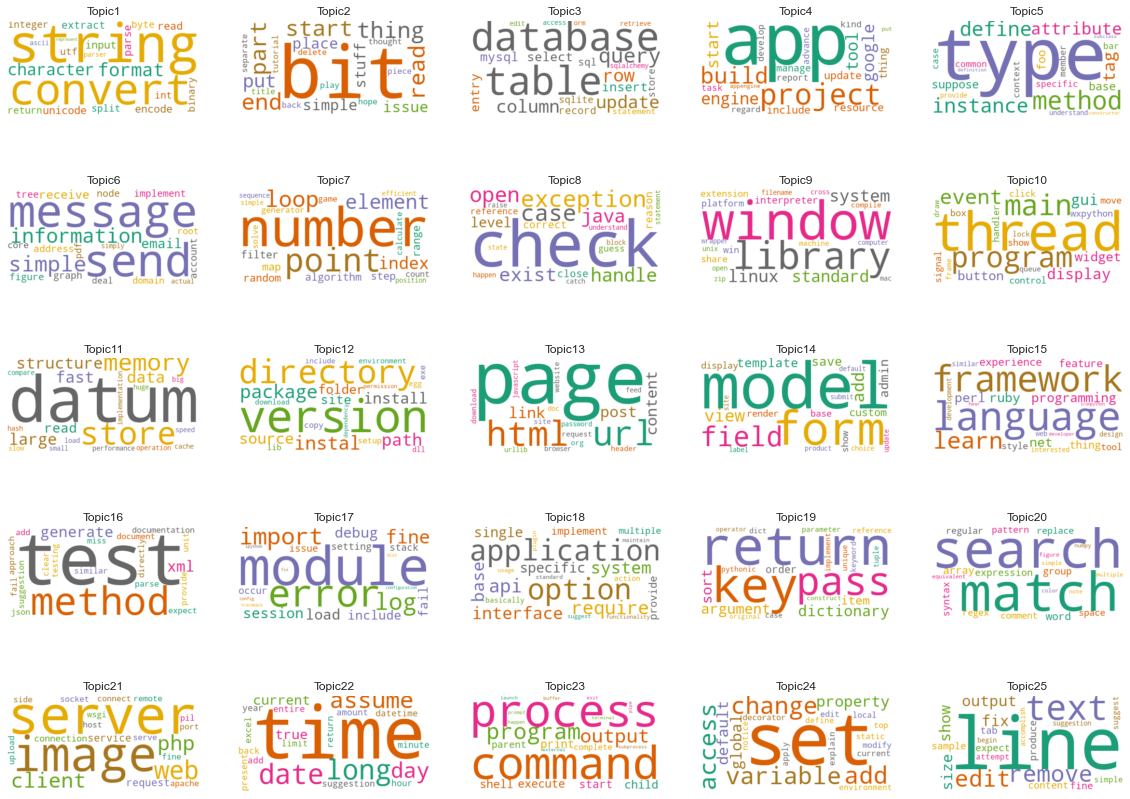 Topic1 Topic2 Topic3 Topic4 Topic5
integer extract byte read
string
ascii utf input parse
character format
convert
int binary
return unicode split encode
start thing
separate part place thought
bit
stuff read
put tutorial play piece
title simple
end back hope issue
edit access orm retrieve
database
mysql select sql query
table row
entry insert store
column sqlite update
record statement
kind put
start develop advance tool google
app
manage thing
build report update
task project
engine include resource
regard
define attribute
case bar
type
common foo tag
definition context member
suppose specific base
provide instance method
understand
Topic6 Topic7 Topic8 Topic9 Topic10
tree receive node implement
message
information root
core address email
simple send account
pdf simply
figure graph deal domain actual
sequence loop game efficient
simple generator element
number
solve calculate range
filter point index
map count
random algorithm step position
open exception
raise case java reason statement
reference understand
level correct
check
state block guess
exist close handle
happen catch
extension filename cross system
platform interpreter compile
window
wrapper unix win machine computer
share library
open linux standard
zip mac
event click gui move
draw box main wxpython
handler
thread
lock show
program widget
signal frame queue display
button control
Topic11 Topic12 Topic13 Topic14 Topic15
structure memory
compare fast data big
datum
huge implementation
hash read store speed
large load
slow small performance operation cache
include environment
directory exe
package folder permission egg
download site install
version
copy dependency
source instal path
lib setup dll
javascript website feed
page
download link doc post content
site password
html request url
org
urllib browser header
display template save default
model
site submit add admin
view render base custom
field form
label product show choice update
similar experience feature
framework
perl ruby programming
development
language
web developer design
learn style net thing tool
interested
Topic16 Topic17 Topic18 Topic19 Topic20
add generate documentation
miss document
test
fail approach clear testing similar directly unit
suggestion method xml
parse provide
json expect
import debug fine
issue setting stack
module
occur error log fail
config
session load include
traceback
single implement multiple
plugin maintain
application
base specific system
api option action
usage standard
basically require provide
interface suggest functionality
operator dict parameter reference
return
pythonic order implement unique keyword tuple
sort key pass
construct item
argument dictionary
original case
regular pattern replace
search
figure numpy
array expression simple group
equivalent multiple
match
syntax color note
regex comment word space
Topic21 Topic22 Topic23 Topic24 Topic25
side socket connect remote
server
wsgi pil
host port
connection service serve php
upload image fine
client web
request apache
current assume
year entire amount datetime
time
excel true return
limit minute
back add date long day
present suggestion hour
launch buffer exit
process
pipe
program output
happen terminal
parent print complete subprocess
command
shell execute start child
change property
decorator edit local
access default global define top
notice static
set
apply explain modify
variable add current
environment
output text suggest
show fix tab suggestion
begin accomplish
line
sample expect produce
size attempt remove
edit content fine simple